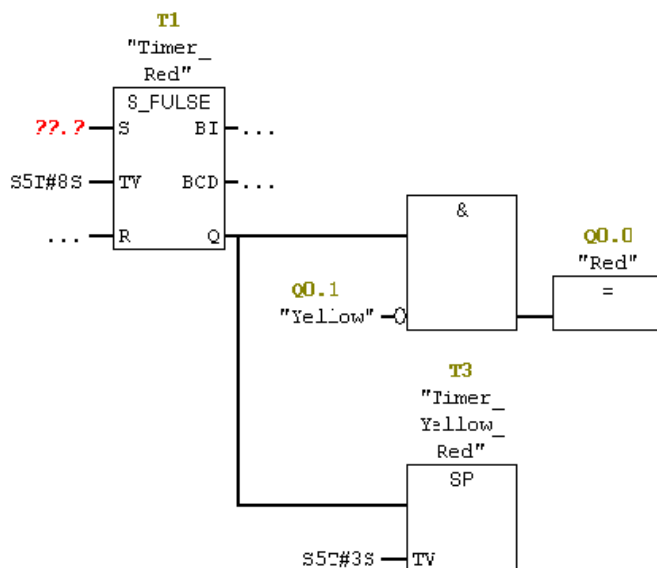 T1
"Timer_
Red"
S_PULSE
??.? S BI ...
S5T#8S TV BCD ...
... R Q
&
Q0.1
"Yellow"
Q0.0
"Red"
=
T3
"Timer_
Yellow_
Red"
SP
S5T#3S TV